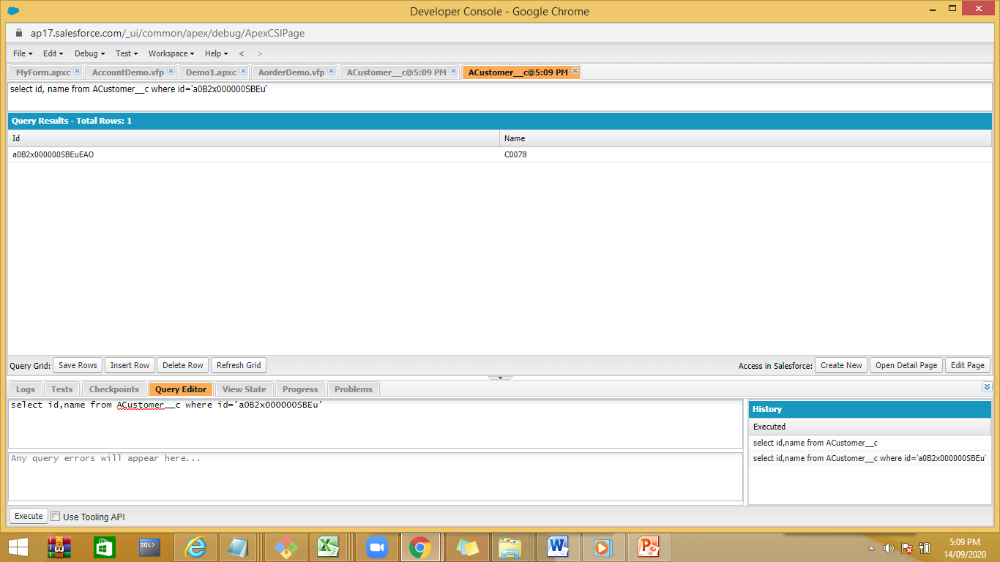 Developer Console - Google Chrome
ap17.salesforce.com/_ui/common/apex/debug/ApexCSIPage
File Edit Debug Test Workspace Help < >
MyForm.apxc AccountDemo.vfp Demo1.apxc AorderDemo.vfp ACustomer__c@5:09 PM ACustomer__c@5:09 PM
select id, name from ACustomer__c where id='a0B2x000000SBEu'
Query Results - Total Rows: 1
Id Name
a0B2x000000SBEuEAO C0078
Query Grid: Save Rows Insert Row Delete Row Refresh Grid Access in Salesforce: Create New Open Detail Page Edit Page
Logs Tests Checkpoints Query Editor View State Progress Problems
select id,name from ACustomer__c where id='a0B2x000000SBEu'
Any query errors will appear here...
History
Executed
select id,name from ACustomer__c
select id,name from ACustomer__c where id='a0B2x000000SBEu'
Execute Use Tooling API
SQL>
5:09 PM
14/09/2020